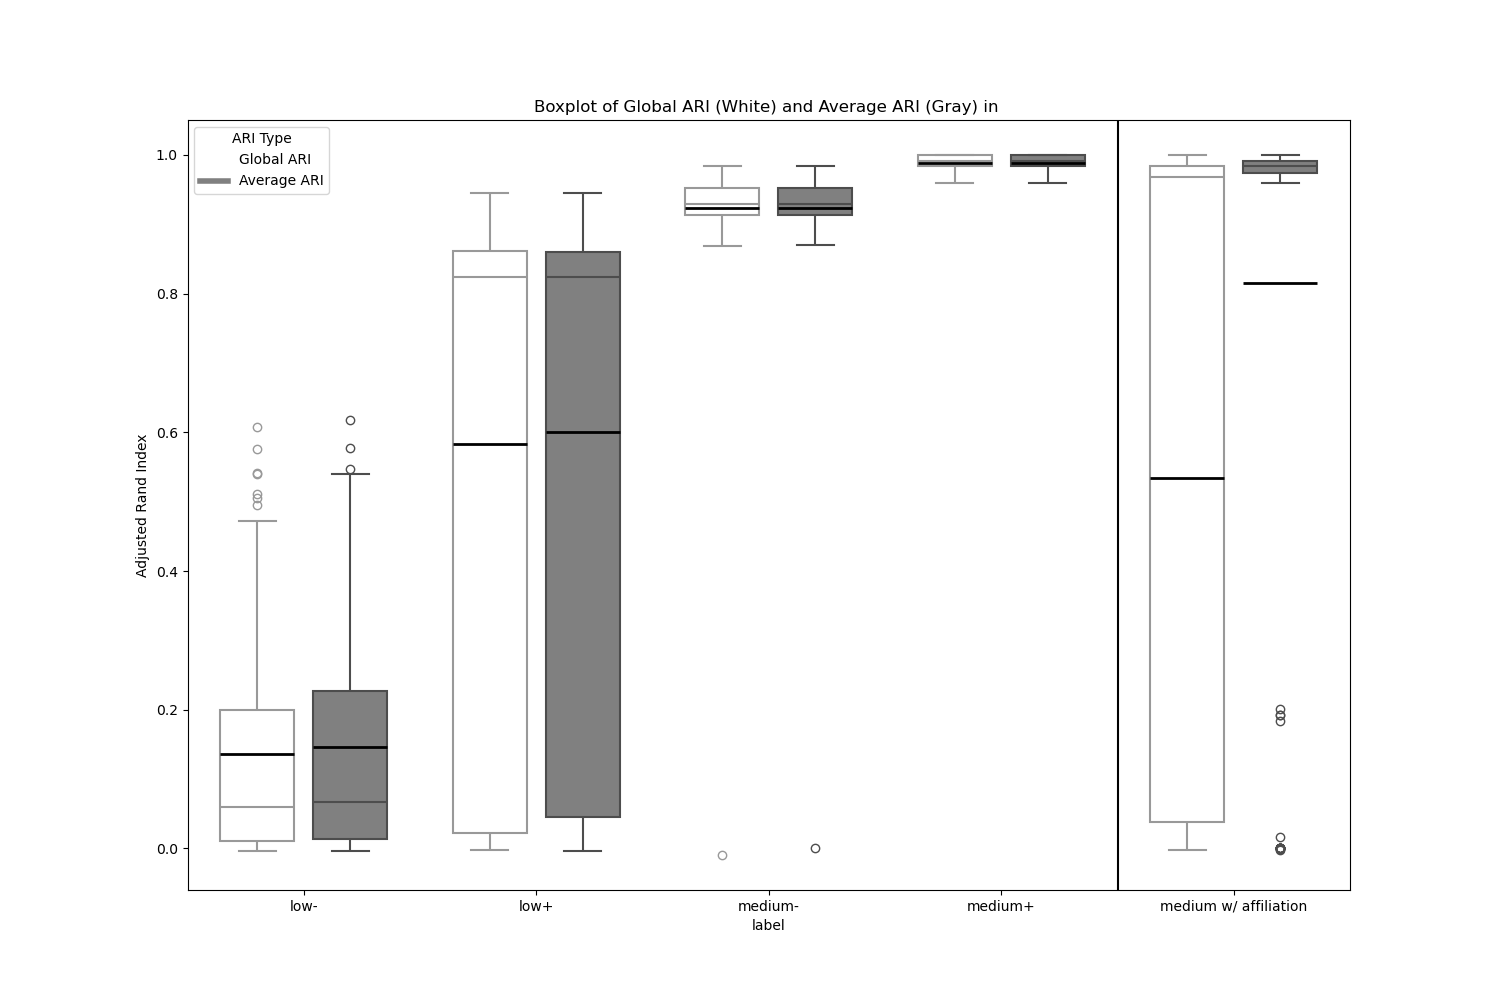 Boxplot of Global ARI (White) and Average ARI (Gray) in
ARI Type
Global ARI
Average ARI
1.0
0.8
0.6
0.4
0.2
0.0
Adjusted Rand Index
low-
low+
medium-
medium+
medium w/ affiliation
label